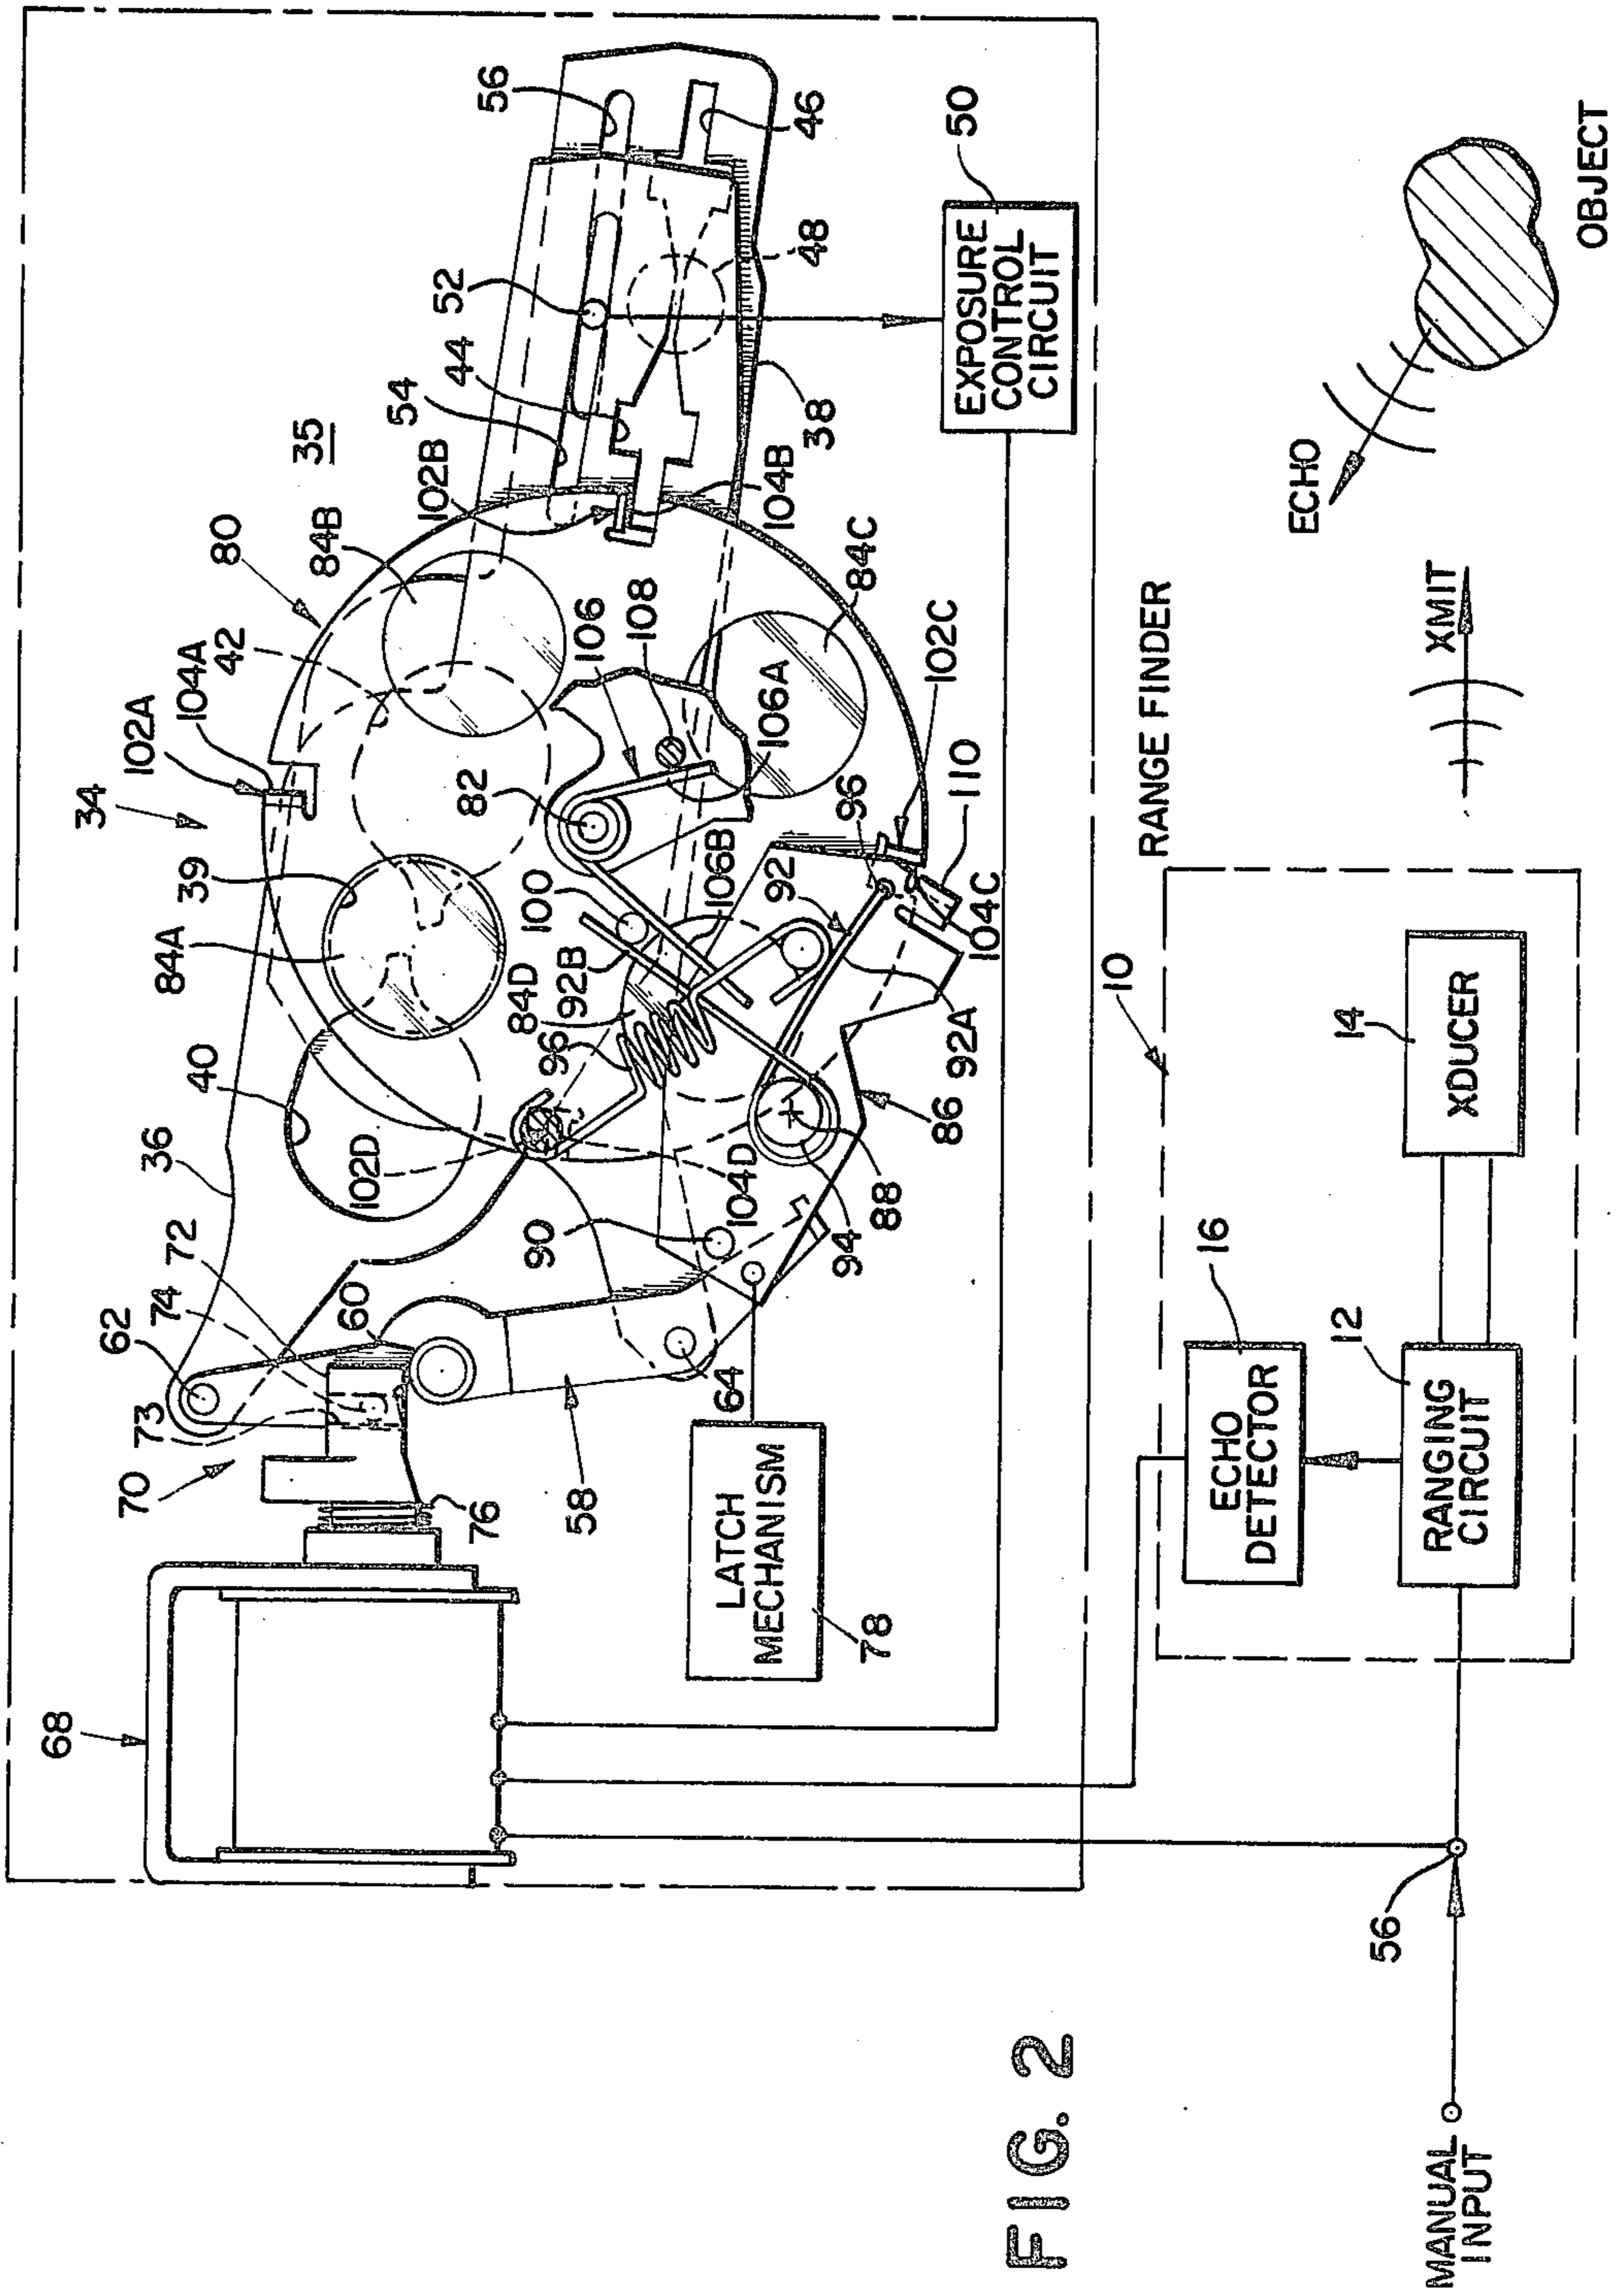 34
35
80
84B
104A
42
102A
39
84A
40
36
72
74
62
73
70
60
68
76
58
64
90
102D
104D
94
88
86
96
84D
92B
100
106B
82
106
108
106A
84C
102C
96
92
110
104C
92A
102B
104B
54
44
52
56
46
48
38
50
EXPOSURE
CONTROL
CIRCUIT
LATCH
MECHANISM
78
RANGE FINDER
10
14
XDUCER
16
ECHO
DETECTOR
12
RANGING
CIRCUIT
56
MANUAL
INPUT
XMIT
ECHO
OBJECT
FIG. 2